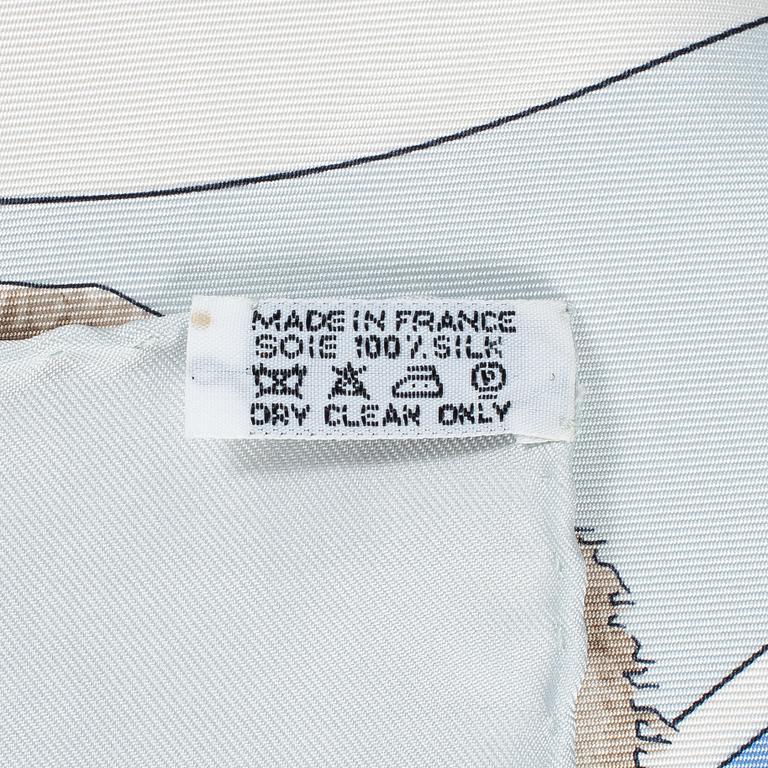 MADE IN FRANCE
SOIE 100% SILK
P
DRY CLEAN ONLY